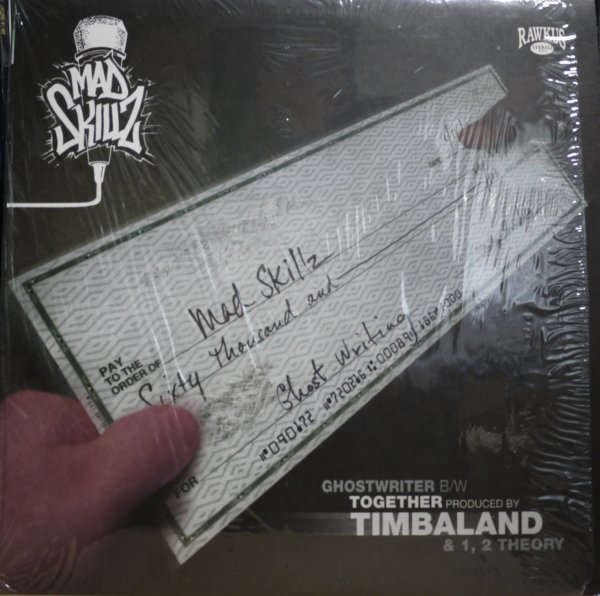 MAD
SKILLZ
RAWKUS
PAY
TO THE
ORDER OF
Mad Skillz
Sixty Thousand and
FOR
Ghost Writing
GHOSTWRITER B/W
TOGETHER PRODUCED BY
TIMBALAND
& 1, 2 THEORY